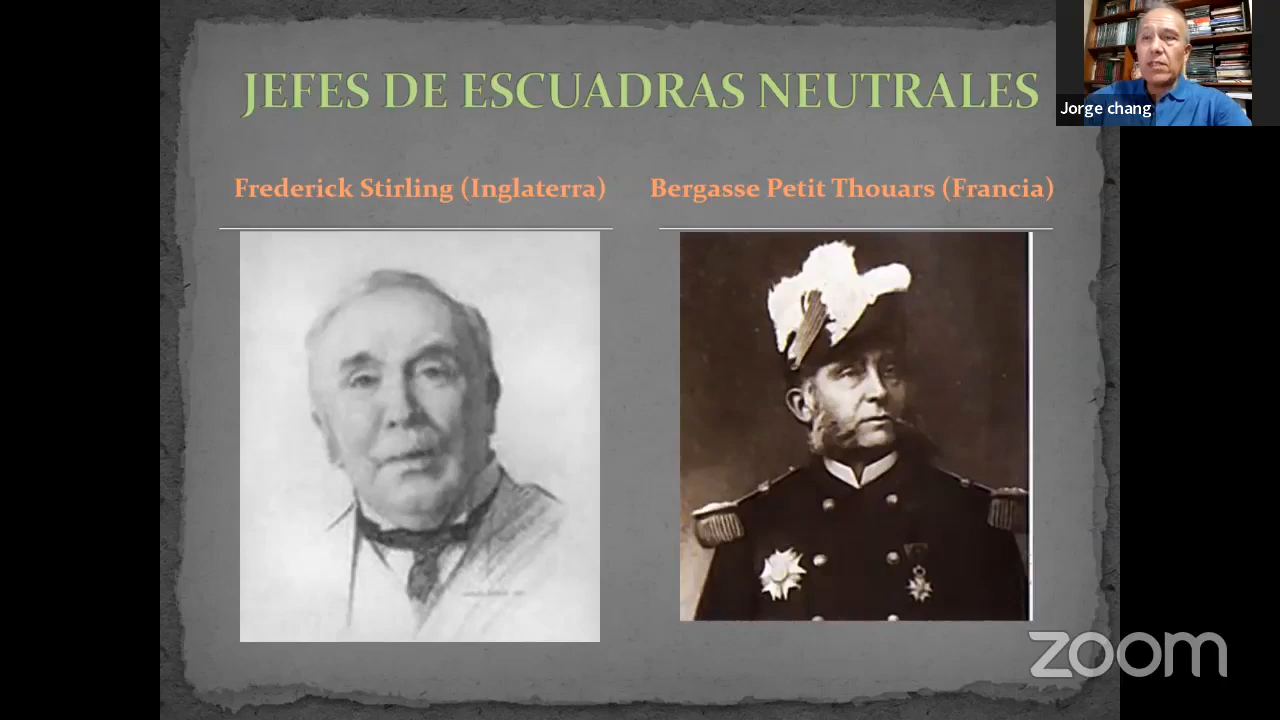 JEFES DE ESCUADRAS NEUTRALES
Jorge chang
Frederick Stirling (Inglaterra)
Bergasse Petit Thouars (Francia)
zoom